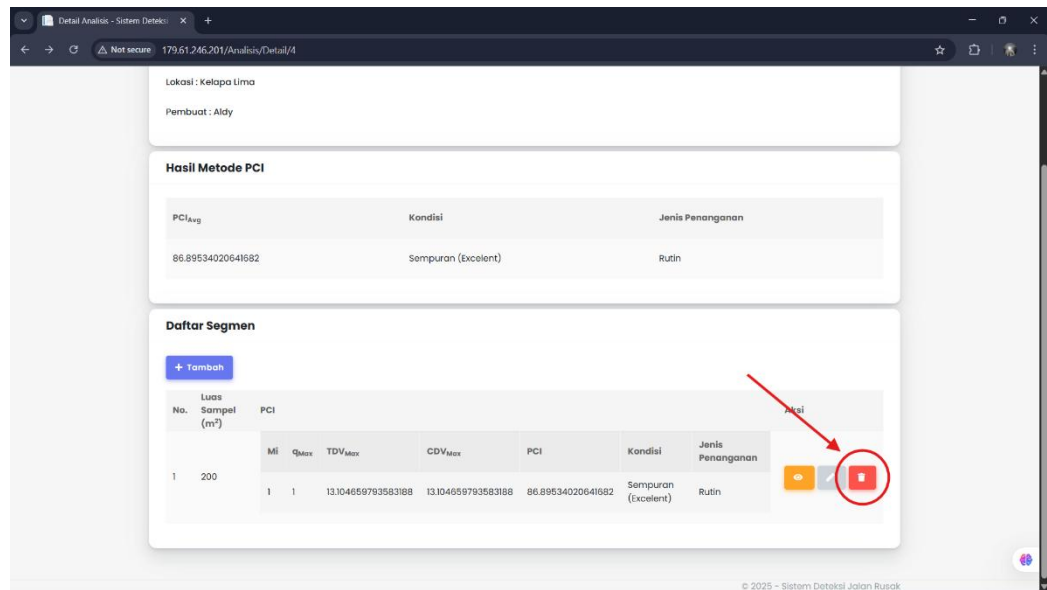 Detail Analisis - Sistem Deteksi
Not secure 179.61.246.201/Analisis/Detail/4
Lokasi : Kelapa Lima
Pembuat : Aldy
Hasil Metode PCI
PCIAvg Kondisi Jenis Penanganan
86.89534020641682 Sempuran (Excelent) Rutin
Daftar Segmen
+ Tambah
No. Luas Sampel (m²) PCI Aksi
Mi qMax TDVMax CDVMax PCI Kondisi Jenis Penanganan
1 200
1 1 13.104659793583188 13.104659793583188 86.89534020641682 Sempuran (Excelent) Rutin
© 2025 - Sistem Deteksi Jalan Rusak